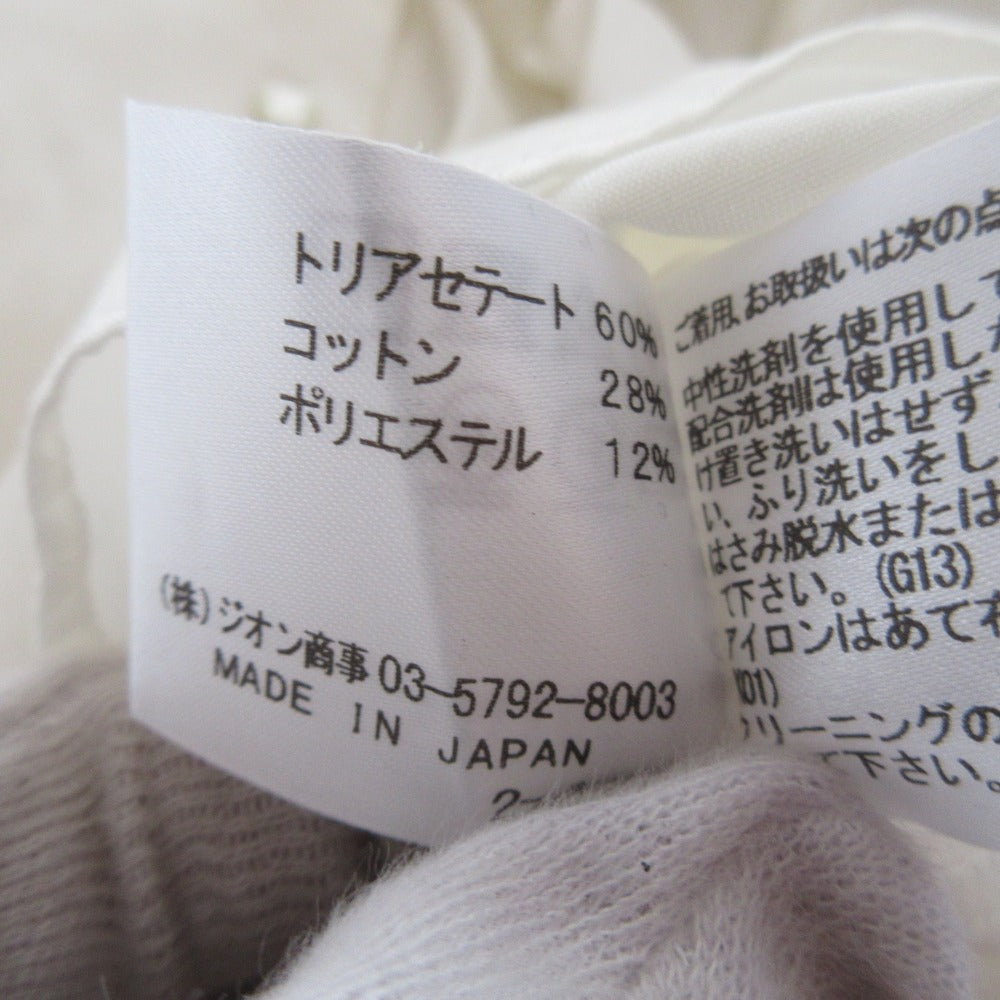 トリアセテート 60%
コットン 28%
ポリエステル 12%
(株)ジオン商事 03-5792-8003
MADE IN JAPAN
ご着用、お取扱いは次の点
中性洗剤を使用して
配合洗剤は使用し
け置き洗いはせず
い、ふり洗いをし
はさみ脱水または
て下さい。(G13)
アイロンはあて布
01)
クリーニングの
下さい。